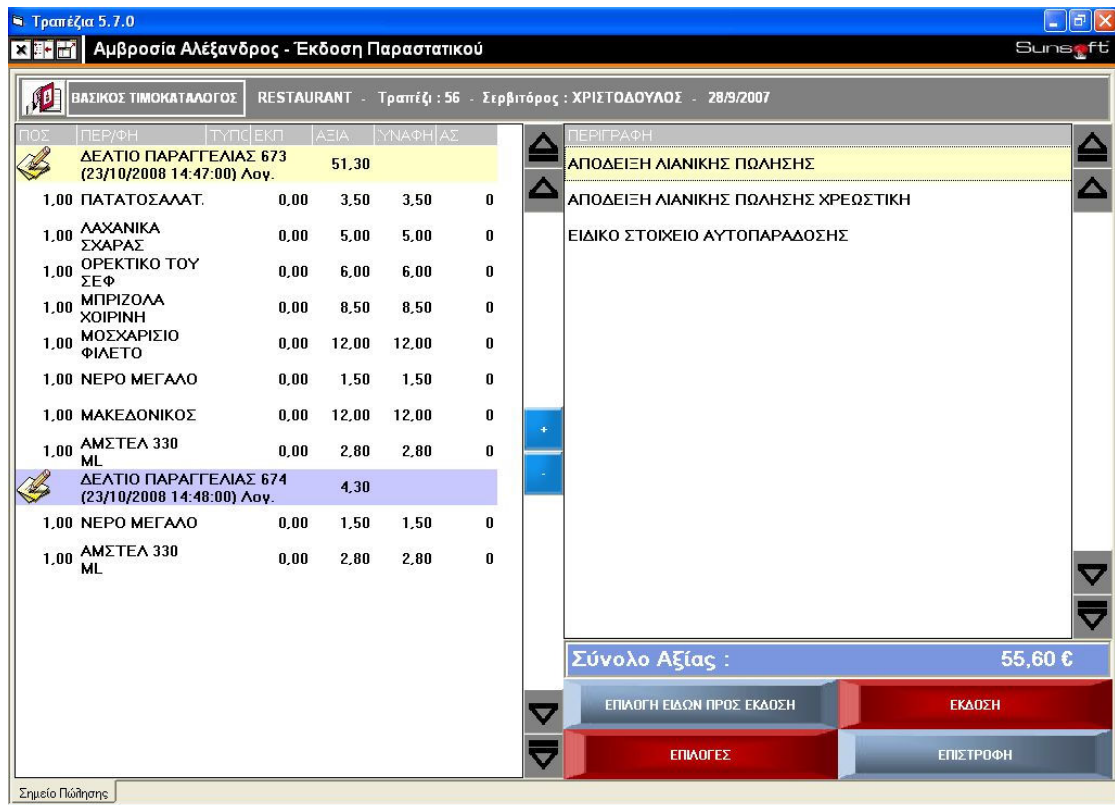 Τραπέζια 5.7.0
Αμβροσία Αλέξανδρος - Έκδοση Παραστατικού
Sunsoft
ΒΑΣΙΚΟΣ ΤΙΜΟΚΑΤΑΛΟΓΟΣ RESTAURANT - Τραπέζι : 56 - Σερβιτόρος : ΧΡΙΣΤΟΔΟΥΛΟΣ - 28/9/2007
ΠΟΣ ΠΕΡ/ΦΗ ΤΥΠΟ ΕΚΠ ΑΞΙΑ ΥΝΑΦΗ ΑΣ
ΔΕΛΤΙΟ ΠΑΡΑΓΓΕΛΙΑΣ 673
(23/10/2008 14:47:00) Λογ. 51,30
1,00 ΠΑΤΑΤΟΣΑΛΑΤ. 0,00 3,50 3,50 0
1,00 ΛΑΧΑΝΙΚΑ
ΣΧΑΡΑΣ 0,00 5,00 5,00 0
1,00 ΟΡΕΚΤΙΚΟ ΤΟΥ
ΣΕΦ 0,00 6,00 6,00 0
1,00 ΜΠΡΙΖΟΛΑ
ΧΟΙΡΙΝΗ 0,00 8,50 8,50 0
1,00 ΜΟΣΧΑΡΙΣΙΟ
ΦΙΛΕΤΟ 0,00 12,00 12,00 0
1,00 ΝΕΡΟ ΜΕΓΑΛΟ 0,00 1,50 1,50 0
1,00 ΜΑΚΕΔΟΝΙΚΟΣ 0,00 12,00 12,00 0
1,00 ΑΜΣΤΕΛ 330
ML 0,00 2,80 2,80 0
ΔΕΛΤΙΟ ΠΑΡΑΓΓΕΛΙΑΣ 674
(23/10/2008 14:48:00) Λογ. 4,30
1,00 ΝΕΡΟ ΜΕΓΑΛΟ 0,00 1,50 1,50 0
1,00 ΑΜΣΤΕΛ 330
ML 0,00 2,80 2,80 0
+
-
ΠΕΡΙΓΡΑΦΗ
ΑΠΟΔΕΙΞΗ ΛΙΑΝΙΚΗΣ ΠΩΛΗΣΗΣ
ΑΠΟΔΕΙΞΗ ΛΙΑΝΙΚΗΣ ΠΩΛΗΣΗΣ ΧΡΕΩΣΤΙΚΗ
ΕΙΔΙΚΟ ΣΤΟΙΧΕΙΟ ΑΥΤΟΠΑΡΑΔΟΣΗΣ
Σύνολο Αξίας : 55,60 €
ΕΠΙΛΟΓΗ ΕΙΔΩΝ ΠΡΟΣ ΕΚΔΟΣΗ ΕΚΔΟΣΗ
ΕΠΙΛΟΓΕΣ ΕΠΙΣΤΡΟΦΗ
Σημείο Πώλησης